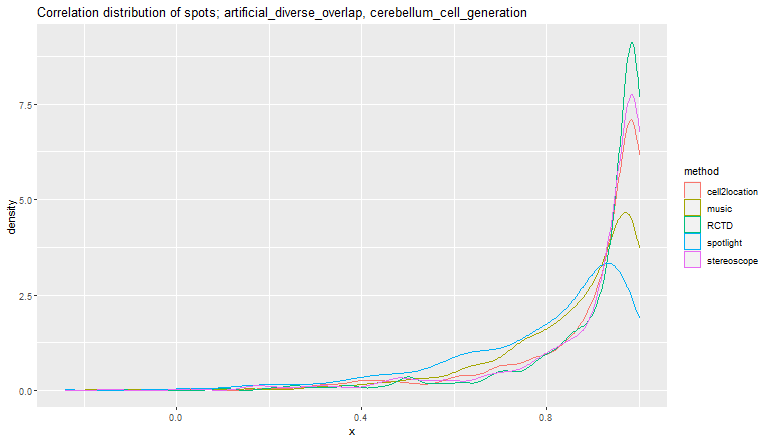 Correlation distribution of spots; artificial_diverse_overlap, cerebellum_cell_generation
7.5
5.0
2.5
0.0
density
0.0
0.4
0.8
x
method
cell2location
music
RCTD
spotlight
stereoscope